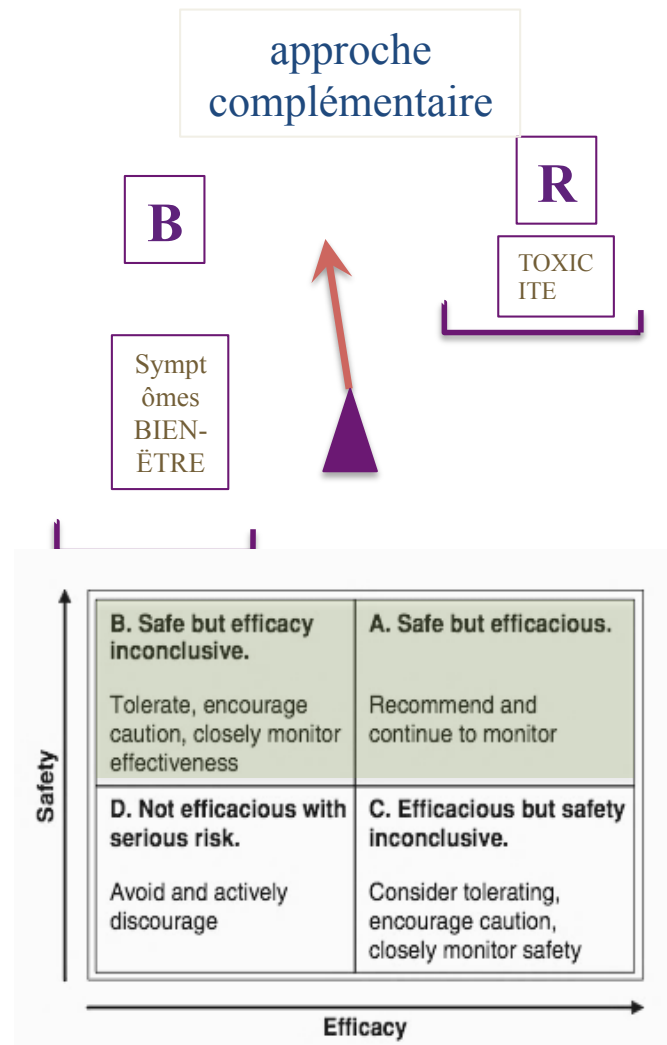 approche
complémentaire
B
R
TOXIC
ITE
Sympt
ômes
BIEN-
ËTRE
B. Safe but efficacy
inconclusive.
Tolerate, encourage
caution, closely monitor
effectiveness
A. Safe but efficacious.
Recommend and
continue to monitor
D. Not efficacious with
serious risk.
Avoid and actively
discourage
C. Efficacious but safety
inconclusive.
Consider tolerating,
encourage caution,
closely monitor safety
Safety
Efficacy